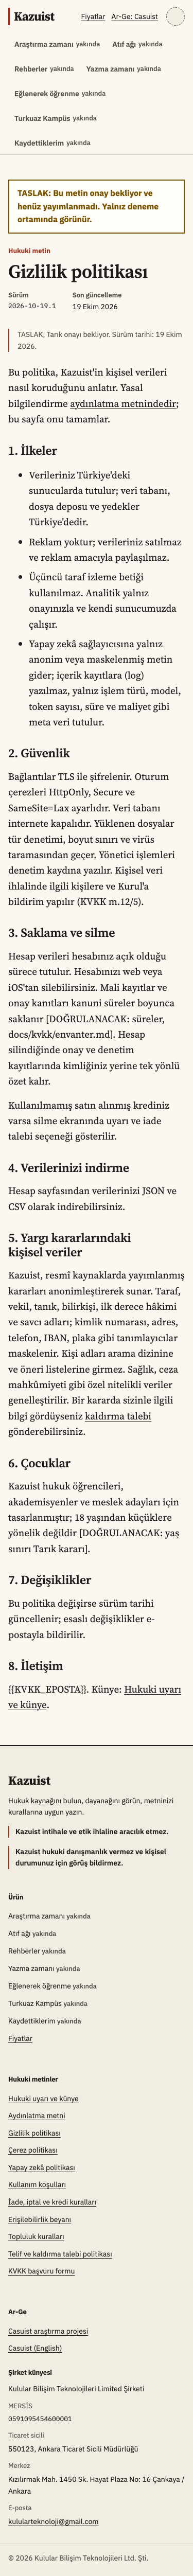 Kazuist
Fiyatlar Ar-Ge: Casuist
Araştırma zamanı yakında Atıf ağı yakında
Rehberler yakında Yazma zamanı yakında
Eğlenerek öğrenme yakında
Turkuaz Kampüs yakında
Kaydettiklerim yakında
TASLAK: Bu metin onay bekliyor ve
henüz yayımlanmadı. Yalnız deneme
ortamında görünür.
Hukuki metin
Gizlilik politikası
Sürüm
2026-10-19.1
Son güncelleme
19 Ekim 2026
TASLAK, Tarık onayı bekliyor. Sürüm tarihi: 19 Ekim
2026.
Bu politika, Kazuist'in kişisel verileri
nasıl koruduğunu anlatır. Yasal
bilgilendirme aydınlatma metnindedir;
bu sayfa onu tamamlar.
1. İlkeler
Verileriniz Türkiye'deki
sunucularda tutulur; veri tabanı,
dosya deposu ve yedekler
Türkiye'dedir.
Reklam yoktur; verileriniz satılmaz
ve reklam amacıyla paylaşılmaz.
Üçüncü taraf izleme betiği
kullanılmaz. Analitik yalnız
onayınızla ve kendi sunucumuzda
çalışır.
Yapay zekâ sağlayıcısına yalnız
anonim veya maskelenmiş metin
gider; içerik kayıtlara (log)
yazılmaz, yalnız işlem türü, model,
token sayısı, süre ve maliyet gibi
meta veri tutulur.
2. Güvenlik
Bağlantılar TLS ile şifrelenir. Oturum
çerezleri HttpOnly, Secure ve
SameSite=Lax ayarlıdır. Veri tabanı
internete kapalıdır. Yüklenen dosyalar
tür denetimi, boyut sınırı ve virüs
taramasından geçer. Yönetici işlemleri
denetim kaydına yazılır. Kişisel veri
ihlalinde ilgili kişilere ve Kurul'a
bildirim yapılır (KVKK m.12/5).
3. Saklama ve silme
Kişisel verileri hesabınız açık olduğu
sürece tutulur. Hesabınızı web veya
iOS'tan silebilirsiniz. Mali kayıtlar ve
onay kanıtları kanuni süreler boyunca
saklanır [DOĞRULANACAK: süreler,
docs/kvkk/envanter.md]. Hesap
silindiğinde onay ve denetim
kayıtlarında kimliğiniz yerine tek yönlü
özet kalır.
Kullanılmamış satın alınmış krediniz
varsa silme ekranında uyarı ve iade
talebi seçeneği gösterilir.
4. Verilerinizi indirme
Hesap sayfasından verilerinizi JSON ve
CSV olarak indirebilirsiniz.
5. Yargı kararlarındaki
kişisel veriler
Kazuist, resmî kaynaklarda yayımlanmış
kararları anonimleştirerek sunar. Taraf,
vekil, tanık, bilirkişi, ilk derece hâkimi
ve savcı adları; kimlik numarası, adres,
telefon, IBAN, plaka gibi tanımlayıcılar
maskelenir. Kişi adları arama dizinine
ve öneri listelerine girmez. Sağlık, ceza
mahkûmiyeti gibi özel nitelikli veriler
genelleştirilir. Bir kararda sizinle ilgili
bilgi gördüyseniz kaldırma talebi
gönderebilirsiniz.
6. Çocuklar
Kazuist hukuk öğrencileri,
akademisyenler ve meslek adayları için
tasarlanmıştır; 18 yaşından küçüklere
yönelik değildir [DOĞRULANACAK: yaş
sınırı Tarık kararı].
7. Değişiklikler
Bu politika değişirse sürüm tarihi
güncellenir; esaslı değişiklikler e-
postayla bildirilir.
8. İletişim
{{KVKK_EPOSTA}}. Künye: Hukuki uyarı
ve künye.
Kazuist
Hukuk kaynağını bulun, dayanağını görün, metninizi
kurallarına uygun yazın.
Kazuist intihale ve etik ihlaline aracılık etmez.
Kazuist hukuki danışmanlık vermez ve kişisel
durumunuz için görüş bildirmez.
Ürün
Araştırma zamanı yakında
Atıf ağı yakında
Rehberler yakında
Yazma zamanı yakında
Eğlenerek öğrenme yakında
Turkuaz Kampüs yakında
Kaydettiklerim yakında
Fiyatlar
Hukuki metinler
Hukuki uyarı ve künye
Aydınlatma metni
Gizlilik politikası
Çerez politikası
Yapay zekâ politikası
Kullanım koşulları
İade, iptal ve kredi kuralları
Erişilebilirlik beyanı
Topluluk kuralları
Telif ve kaldırma talebi politikası
KVKK başvuru formu
Ar-Ge
Casuist araştırma projesi
Casuist (English)
Şirket künyesi
Kulular Bilişim Teknolojileri Limited Şirketi
MERSİS
0591095454600001
Ticaret sicili
550123, Ankara Ticaret Sicili Müdürlüğü
Merkez
Kızılırmak Mah. 1450 Sk. Hayat Plaza No: 16 Çankaya /
Ankara
E-posta
kulularteknoloji@gmail.com
© 2026 Kulular Bilişim Teknolojileri Ltd. Şti.